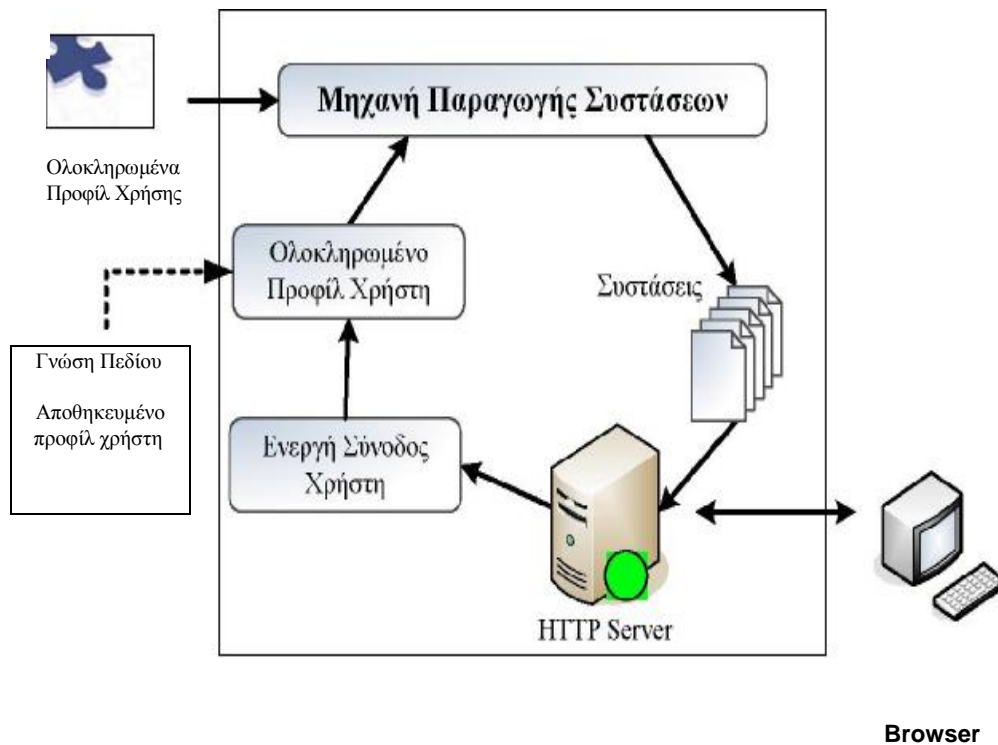 Μηχανή Παραγωγής Συστάσεων
Ολοκληρωμένα
Προφίλ Χρήσης
Ολοκληρωμένο
Προφίλ Χρήστη
Συστάσεις
Γνώση Πεδίου
Αποθηκευμένο
προφίλ χρήστη
Ενεργή Σύνοδος
Χρήστη
HTTP Server
Browser